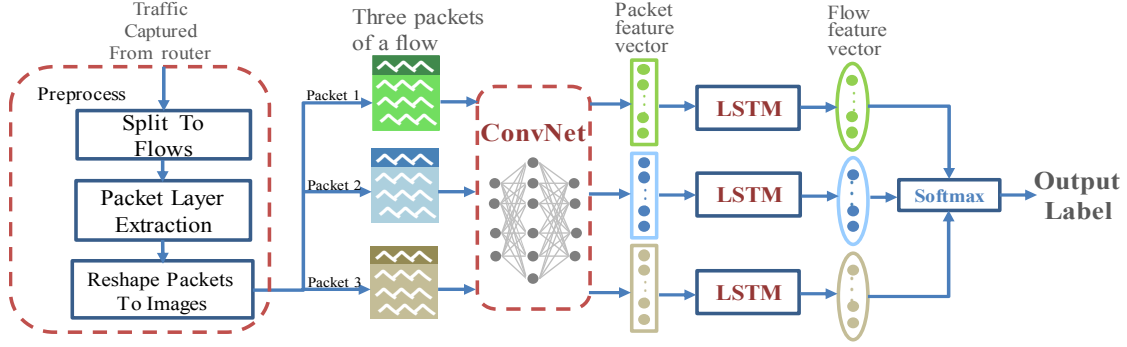 Traffic
Captured
From router
Preprocess
Split To
Flows
Packet Layer
Extraction
Reshape Packets
To Images
Three packets
of a flow
Packet 1
Packet 2
Packet 3
ConvNet
Packet
feature
vector
LSTM
LSTM
LSTM
Flow
feature
vector
Softmax
Output
Label